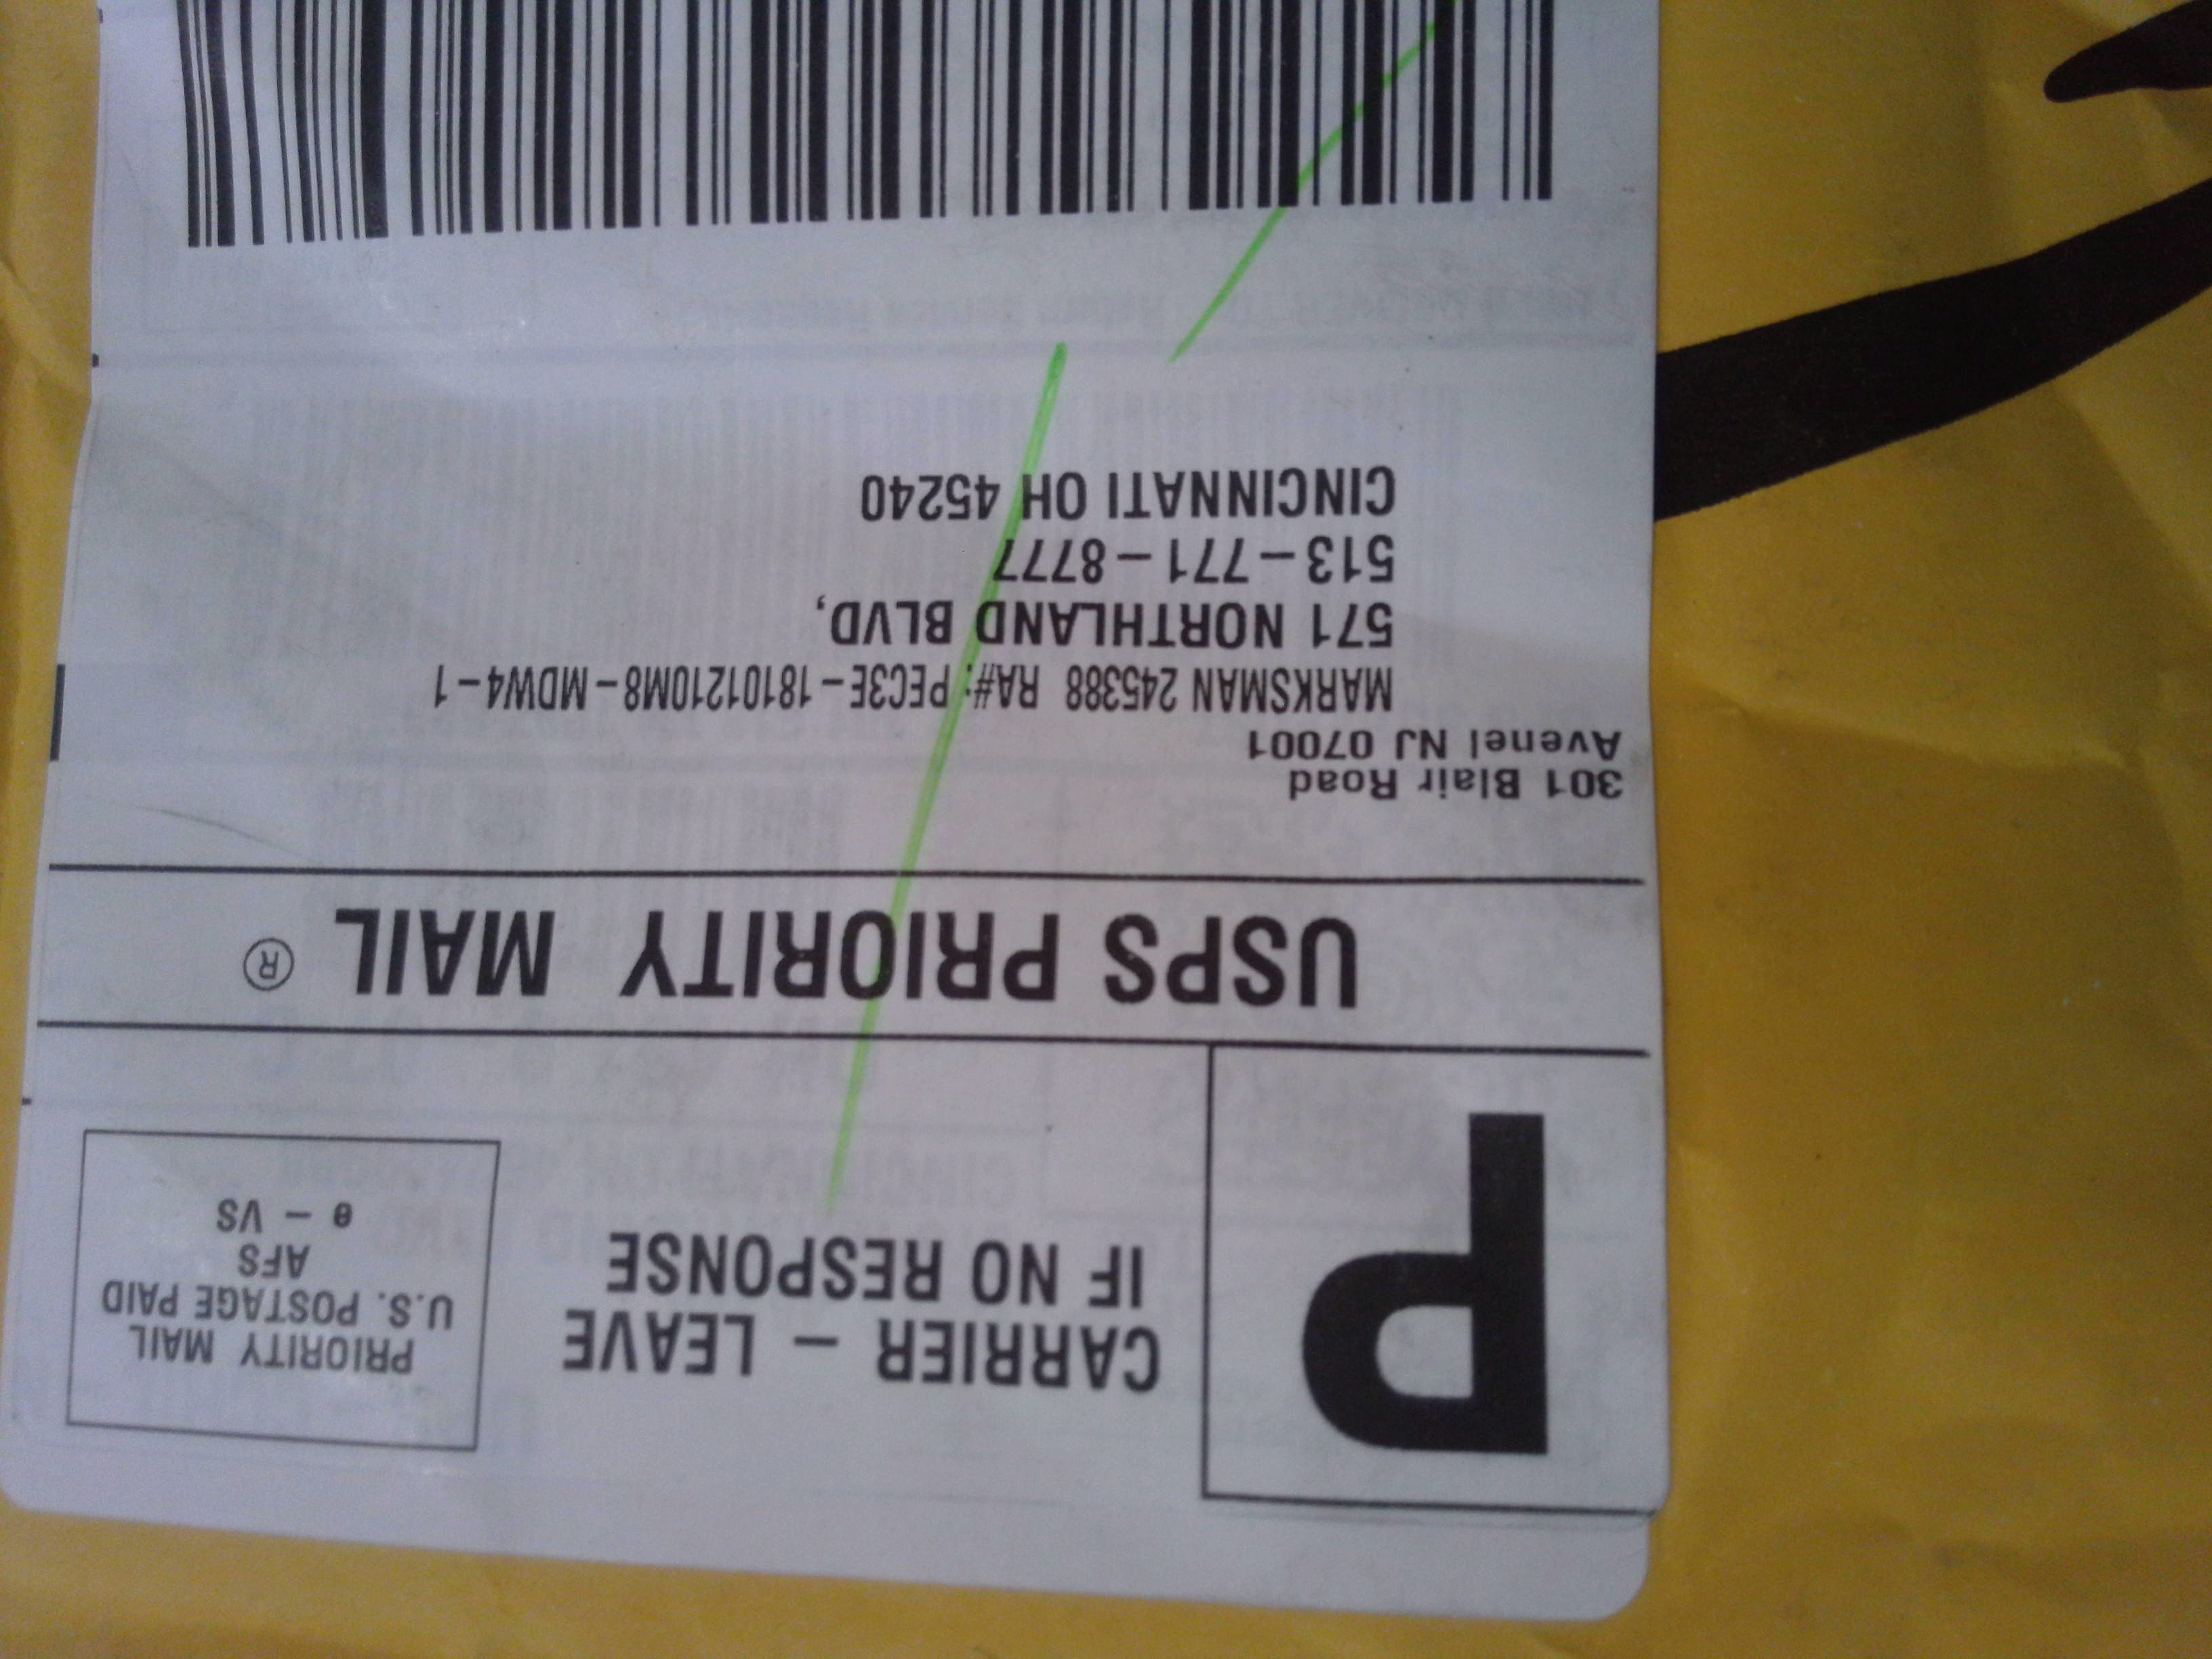 P
CARRIER – LEAVE
IF NO RESPONSE
PRIORITY MAIL
U.S. POSTAGE PAID
AFS
e – VS
USPS PRIORITY MAIL ®
301 Blair Road
Avenel NJ 07001
MARKSMAN 245388 RA#: PEC3E-18101210M8-MDW4-1
571 NORTHLAND BLVD,
513-771-8777
CINCINNATI OH 45240